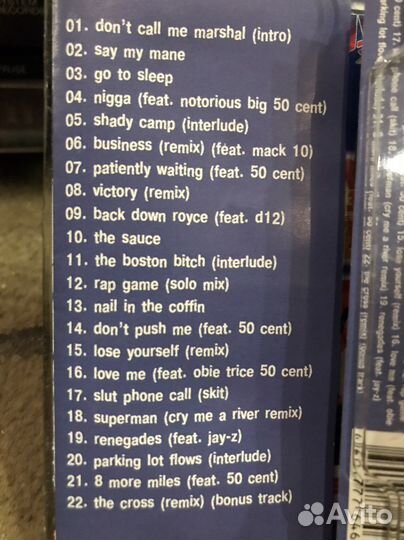 01. don't call me marshal (intro)
02. say my mane
03. go to sleep
04. nigga (feat. notorious big 50 cent)
05. shady camp (interlude)
06. business (remix) (feat. mack 10)
07. patiently waiting (feat. 50 cent)
08. victory (remix)
09. back down royce (feat. d12)
10. the sauce
11. the boston bitch (interlude)
12. rap game (solo mix)
13. nail in the coffin
14. don't push me (feat. 50 cent)
15. lose yourself (remix)
16. love me (feat. obie trice 50 cent)
17. slut phone call (skit)
18. superman (cry me a river remix)
19. renegades (feat. jay-z)
20. parking lot flows (interlude)
21. 8 more miles (feat. 50 cent)
22. the cross (remix) (bonus track)
Avito